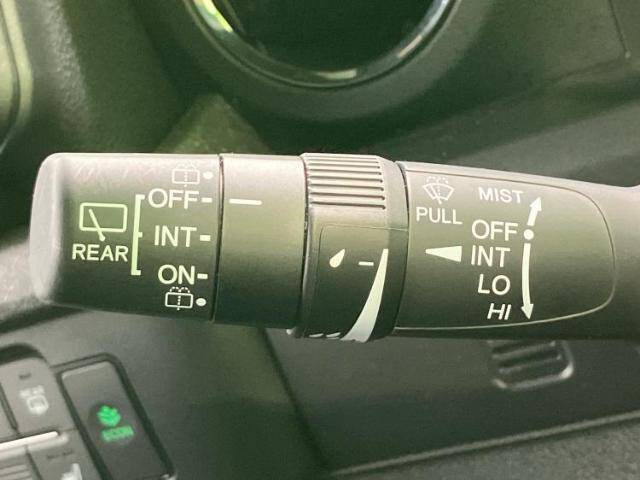 REAR
OFF
INT
ON
PULL
MIST
OFF
INT
LO
HI
ECON